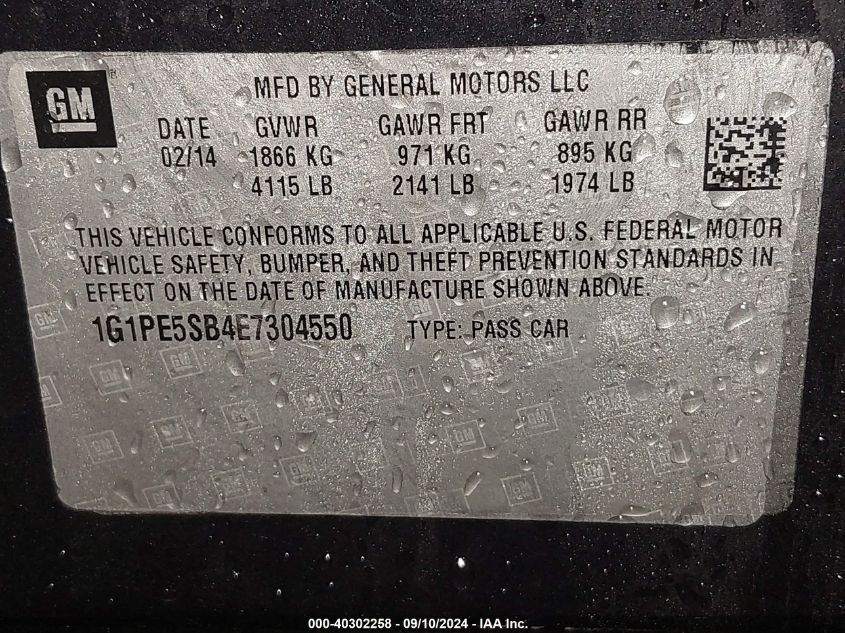 GM
MFD BY GENERAL MOTORS LLC
DATE GVWR GAWR FRT GAWR RR
02/14 1866 KG 971 KG 895 KG
4115 LB 2141 LB 1974 LB
THIS VEHICLE CONFORMS TO ALL APPLICABLE U.S. FEDERAL MOTOR
VEHICLE SAFETY, BUMPER, AND THEFT PREVENTION STANDARDS IN
EFFECT ON THE DATE OF MANUFACTURE SHOWN ABOVE.
1G1PE5SB4E7304550 TYPE: PASS CAR
000-40302258 - 09/10/2024 - IAA Inc.